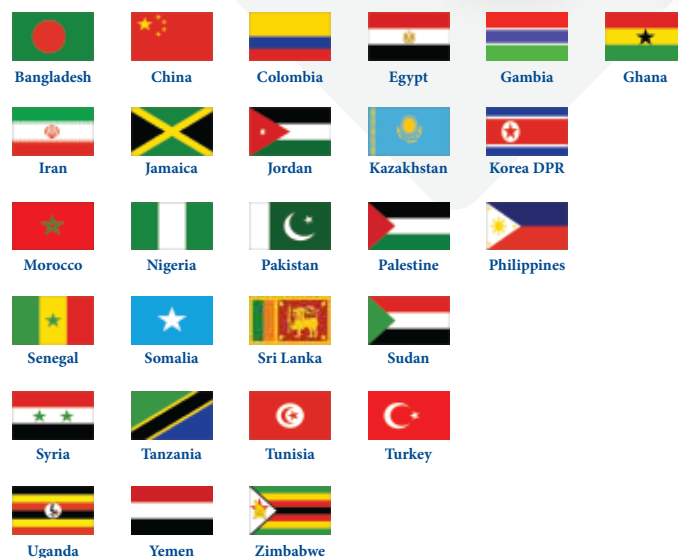 Bangladesh China Colombia Egypt Gambia Ghana
Iran Jamaica Jordan Kazakhstan Korea DPR
Morocco Nigeria Pakistan Palestine Philippines
Senegal Somalia Sri Lanka Sudan
Syria Tanzania Tunisia Turkey
Uganda Yemen Zimbabwe